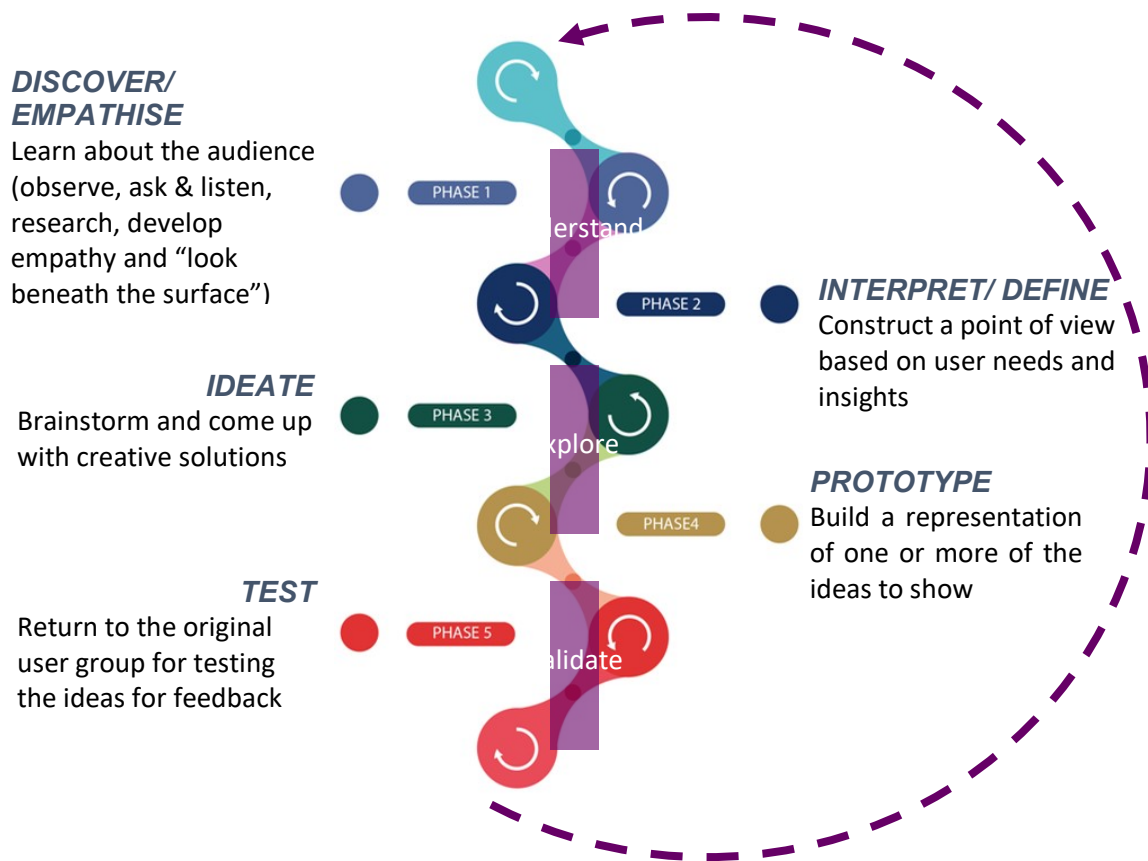 DISCOVER/
EMPATHISE
Learn about the audience
(observe, ask & listen,
research, develop
empathy and “look
beneath the surface”)
PHASE 1
derstand
PHASE 2
INTERPRET/ DEFINE
Construct a point of view
based on user needs and
insights
IDEATE
Brainstorm and come up
with creative solutions
PHASE 3
xplore
PHASE4
PROTOTYPE
Build a representation
of one or more of the
ideas to show
TEST
Return to the original
user group for testing
the ideas for feedback
PHASE 5
alidate